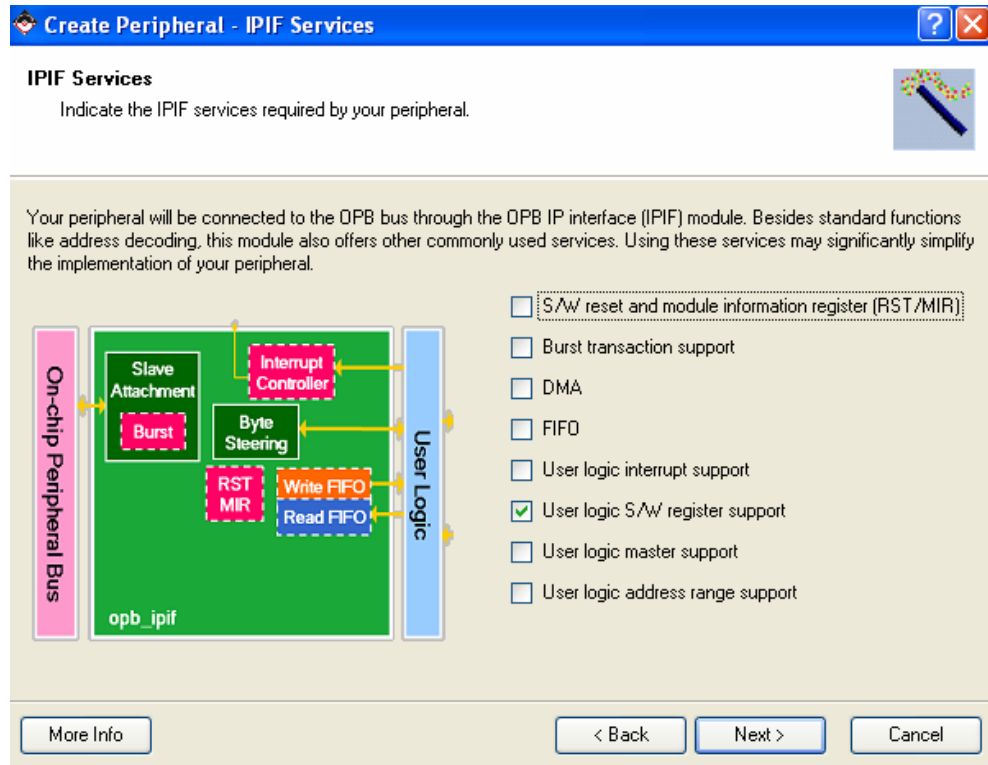 Create Peripheral - IPIF Services
IPIF Services
Indicate the IPIF services required by your peripheral.
Your peripheral will be connected to the OPB bus through the OPB IP interface (IPIF) module. Besides standard functions
like address decoding, this module also offers other commonly used services. Using these services may significantly simplify
the implementation of your peripheral.
On-chip Peripheral Bus
Slave
Attachment
Burst
Interrupt
Controller
Byte
Steering
RST
MIR
Write FIFO
Read FIFO
opb_ipif
User Logic
S/W reset and module information register (RST/MIR)
Burst transaction support
DMA
FIFO
User logic interrupt support
User logic S/W register support
User logic master support
User logic address range support
More Info
< Back
Next >
Cancel